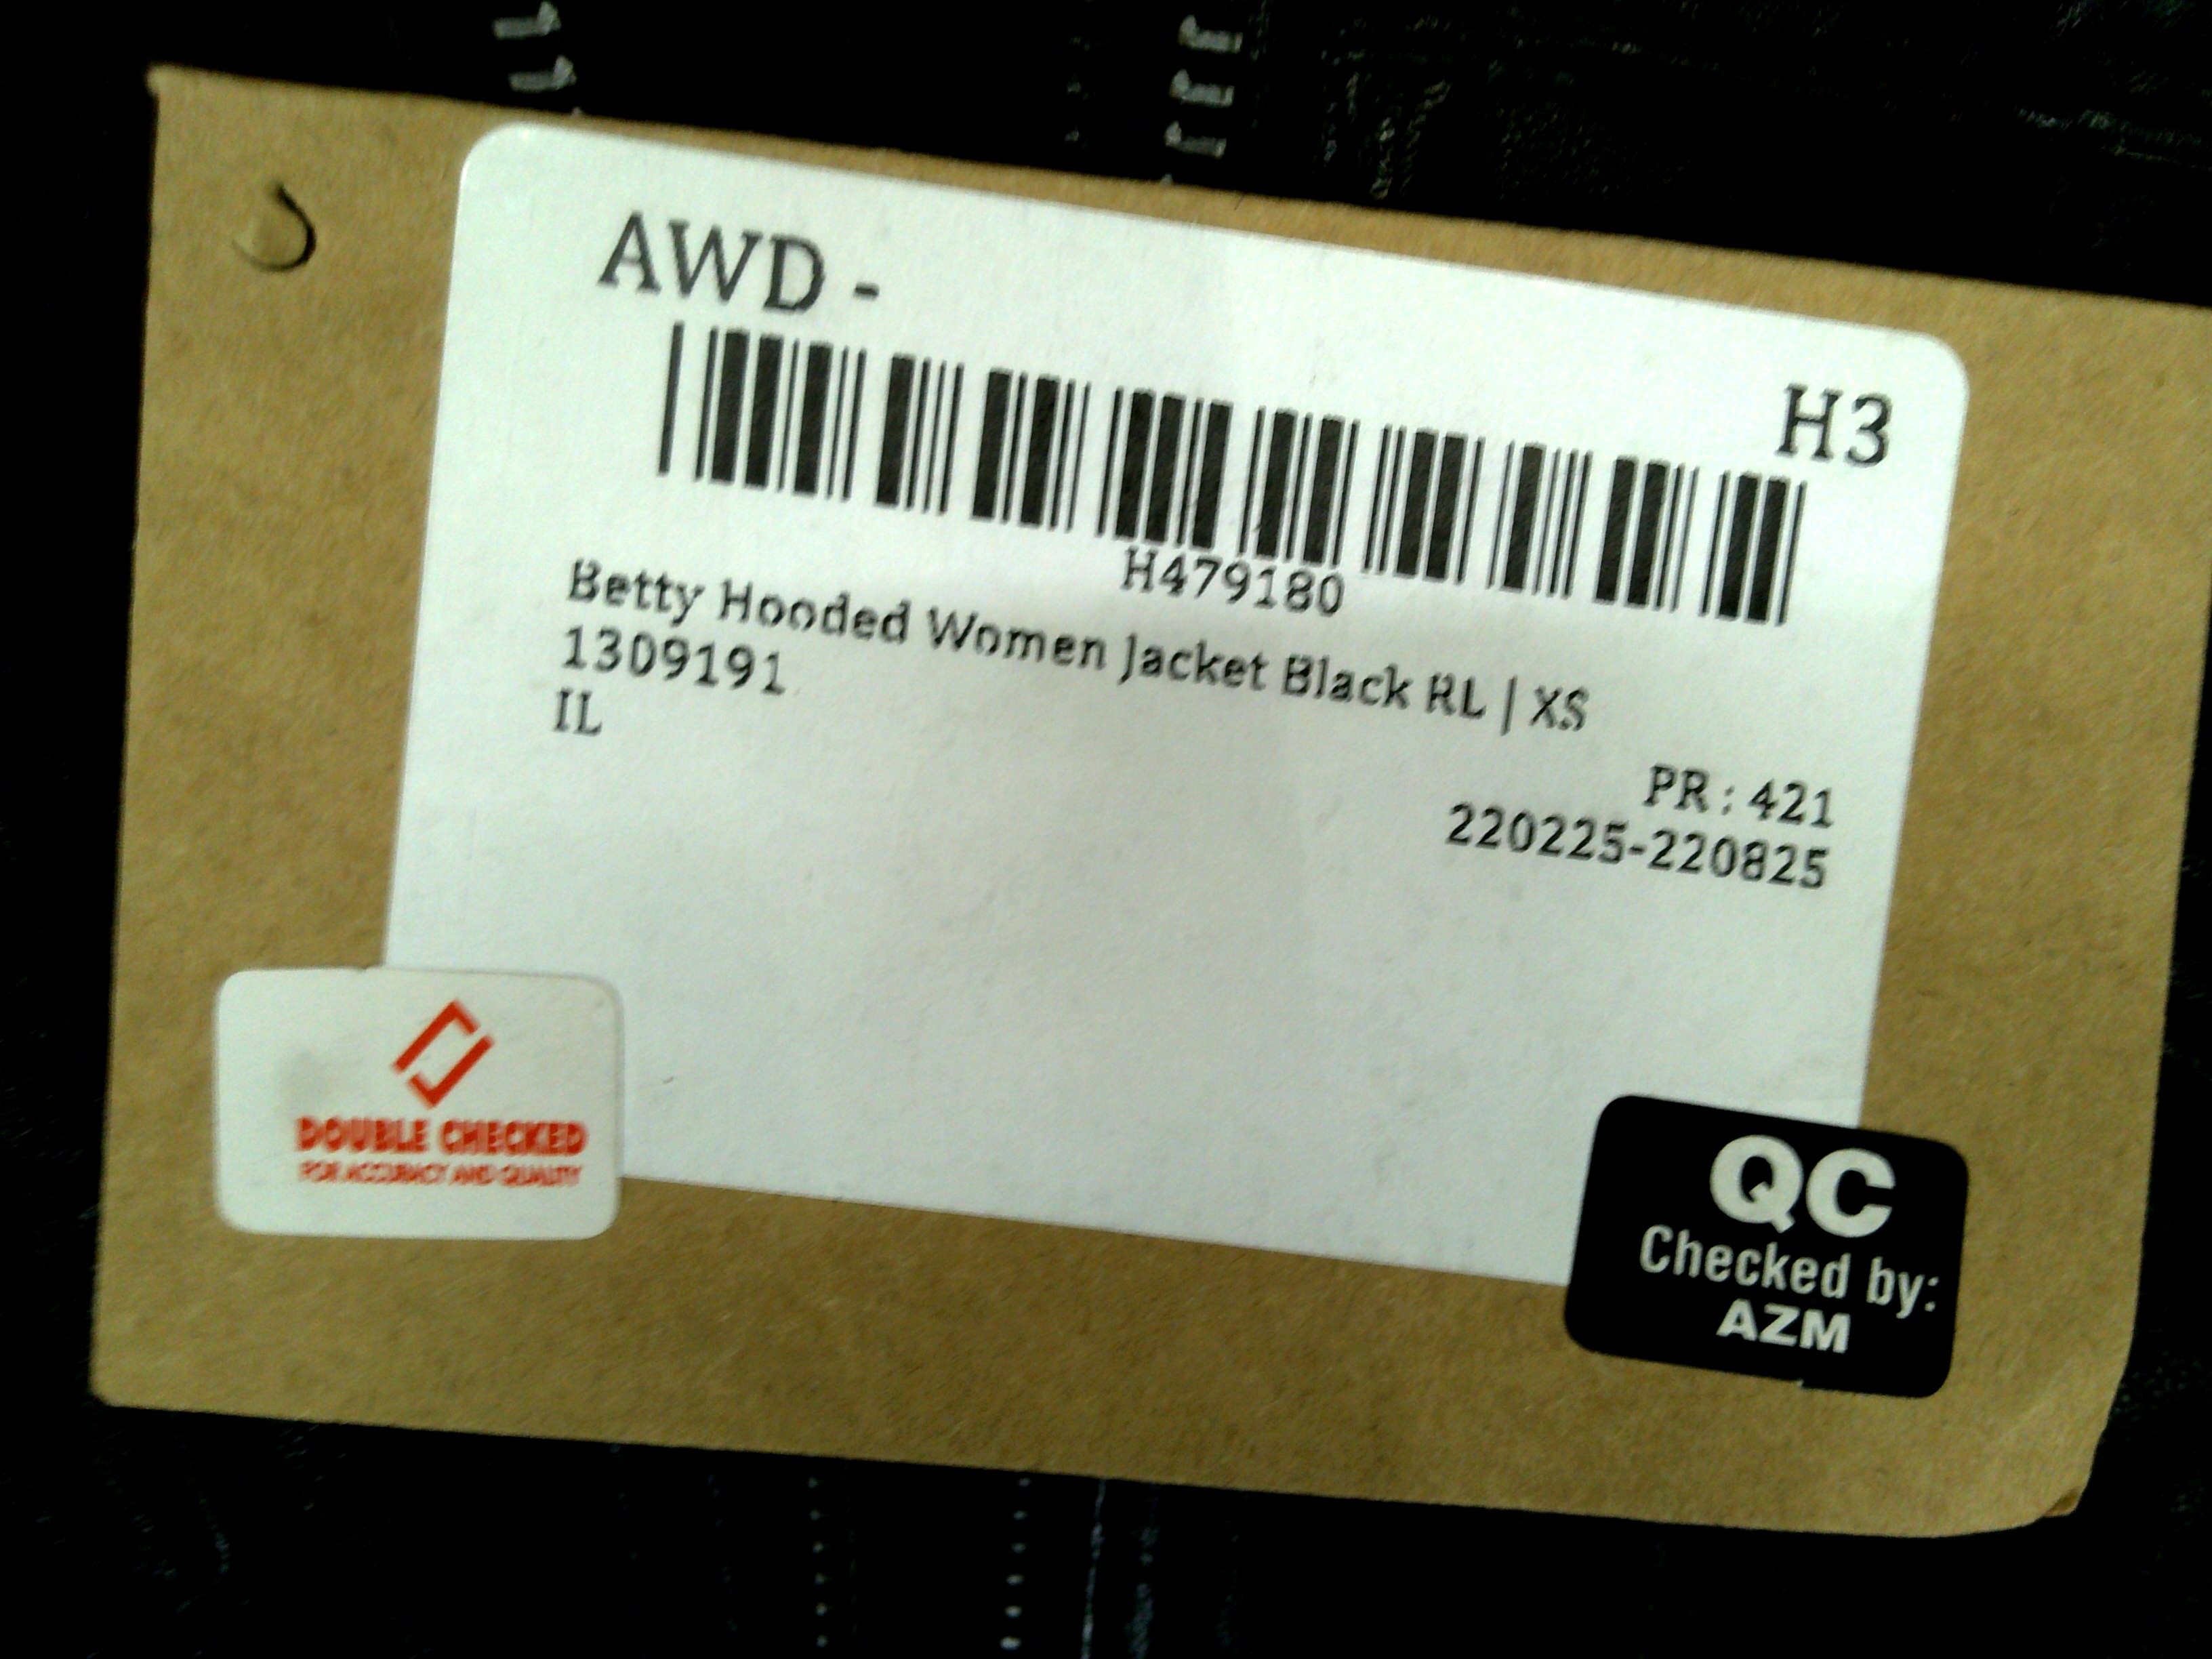 AWD -
H3
H479180
Betty Hooded Women Jacket Black RL | XS
1309191
IL
PR : 421
220225-220825
DOUBLE CHECKED
FOR ACCURACY AND QUALITY
QC
Checked by:
AZM